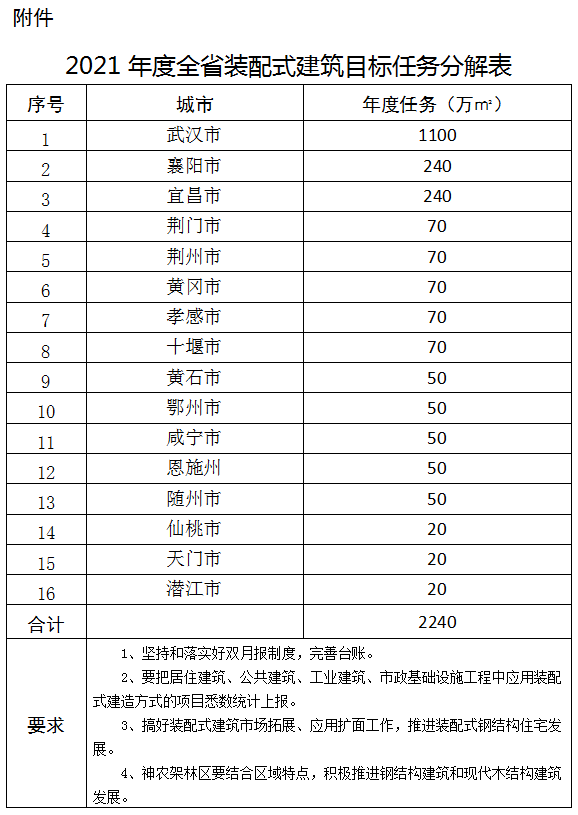 附件
2021 年度全省装配式建筑目标任务分解表
序号 城市 年度任务（万㎡）
1 武汉市 1100
2 襄阳市 240
3 宜昌市 240
4 荆门市 70
5 荆州市 70
6 黄冈市 70
7 孝感市 70
8 十堰市 70
9 黄石市 50
10 鄂州市 50
11 咸宁市 50
12 恩施州 50
13 随州市 50
14 仙桃市 20
15 天门市 20
16 潜江市 20
合计 2240
要求
1、坚持和落实好双月报制度，完善台账。
2、要把居住建筑、公共建筑、工业建筑、市政基础设施工程中应用装配
式建造方式的项目悉数统计上报。
3、搞好装配式建筑市场拓展、应用扩面工作，推进装配式钢结构住宅发
展。
4、神农架林区要结合区域特点，积极推进钢结构建筑和现代木结构建筑
发展。